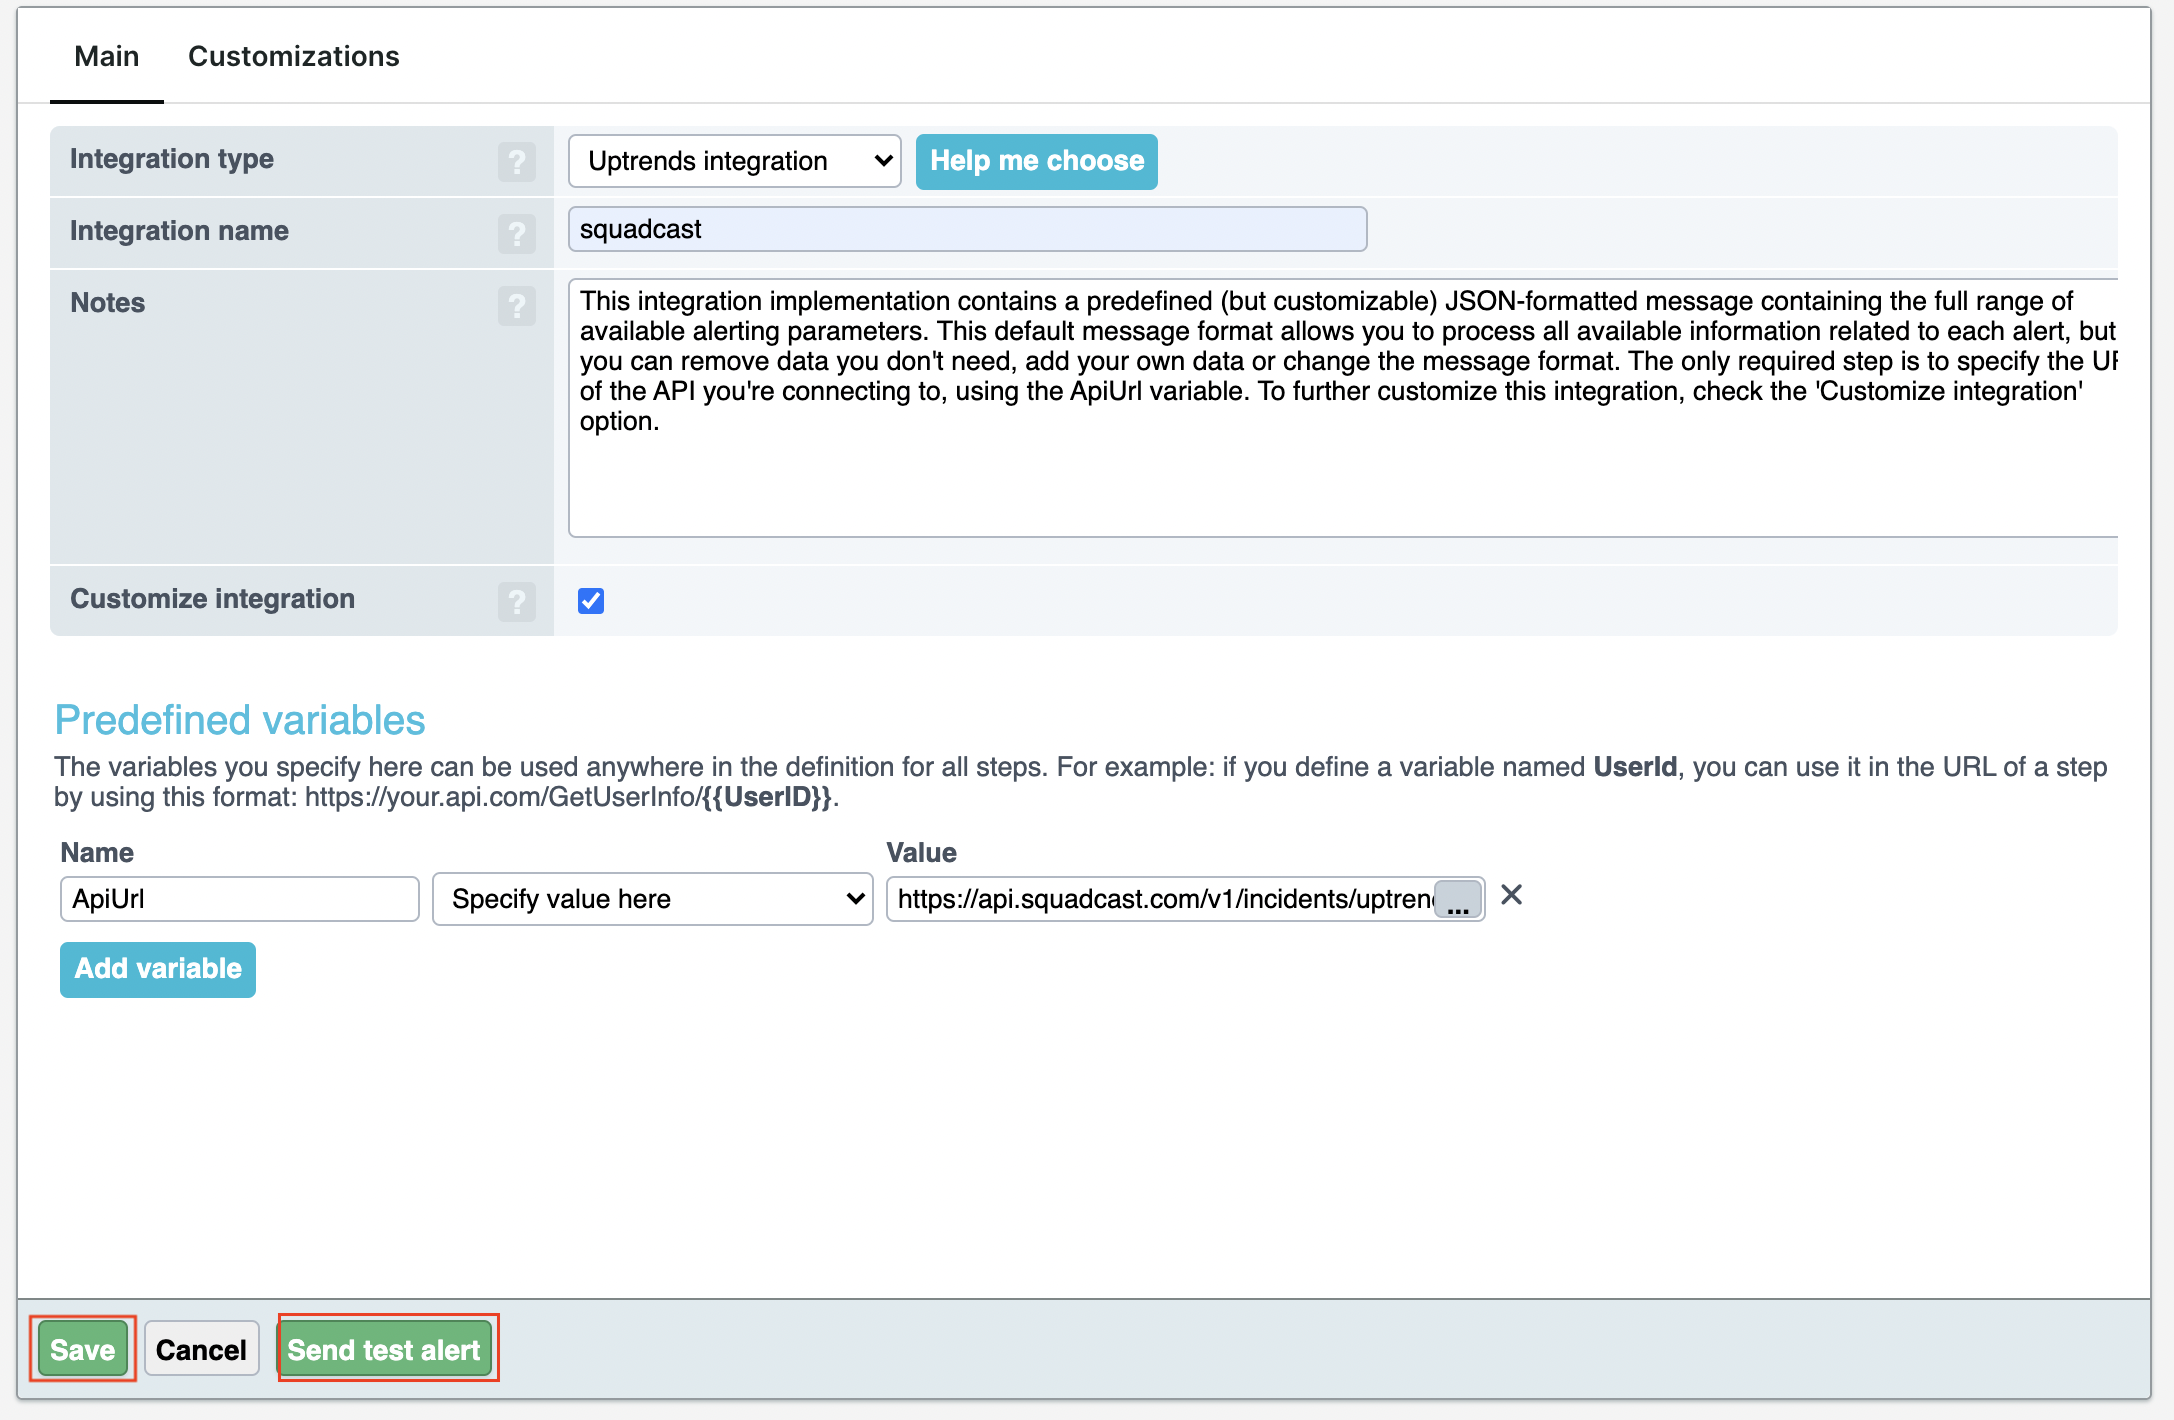 Main Customizations
Integration type ? Uptrends integration Help me choose
Integration name ? squadcast
Notes ?
This integration implementation contains a predefined (but customizable) JSON-formatted message containing the full range of
available alerting parameters. This default message format allows you to process all available information related to each alert, but
you can remove data you don't need, add your own data or change the message format. The only required step is to specify the
of the API you're connecting to, using the ApiUrl variable. To further customize this integration, check the 'Customize integration'
option.
Customize integration ?
Predefined variables
The variables you specify here can be used anywhere in the definition for all steps. For example: if you define a variable named UserId, you can use it in the URL of a step
by using this format: https://your.api.com/GetUserInfo/{{UserID}}.
Name Value
ApiUrl Specify value here https://api.squadcast.com/v1/incidents/uptren ...
Add variable
Save Cancel Send test alert